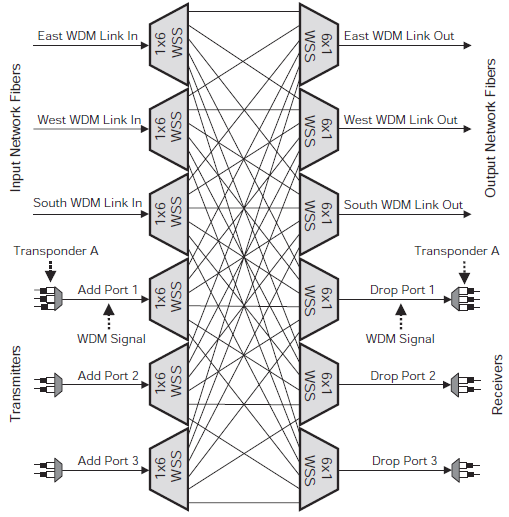 East WDM Link In
1x6
WSS
6x1
WSS
East WDM Link Out
Input Network Fibers
Output Network Fibers
West WDM Link In
1x6
WSS
6x1
WSS
West WDM Link Out
South WDM Link In
1x6
WSS
6x1
WSS
South WDM Link Out
Transponder A
Transponder A
Add Port 1
1x6
WSS
6x1
WSS
Drop Port 1
WDM Signal
WDM Signal
Transmitters
Receivers
Add Port 2
1x6
WSS
6x1
WSS
Drop Port 2
Add Port 3
1x6
WSS
6x1
WSS
Drop Port 3